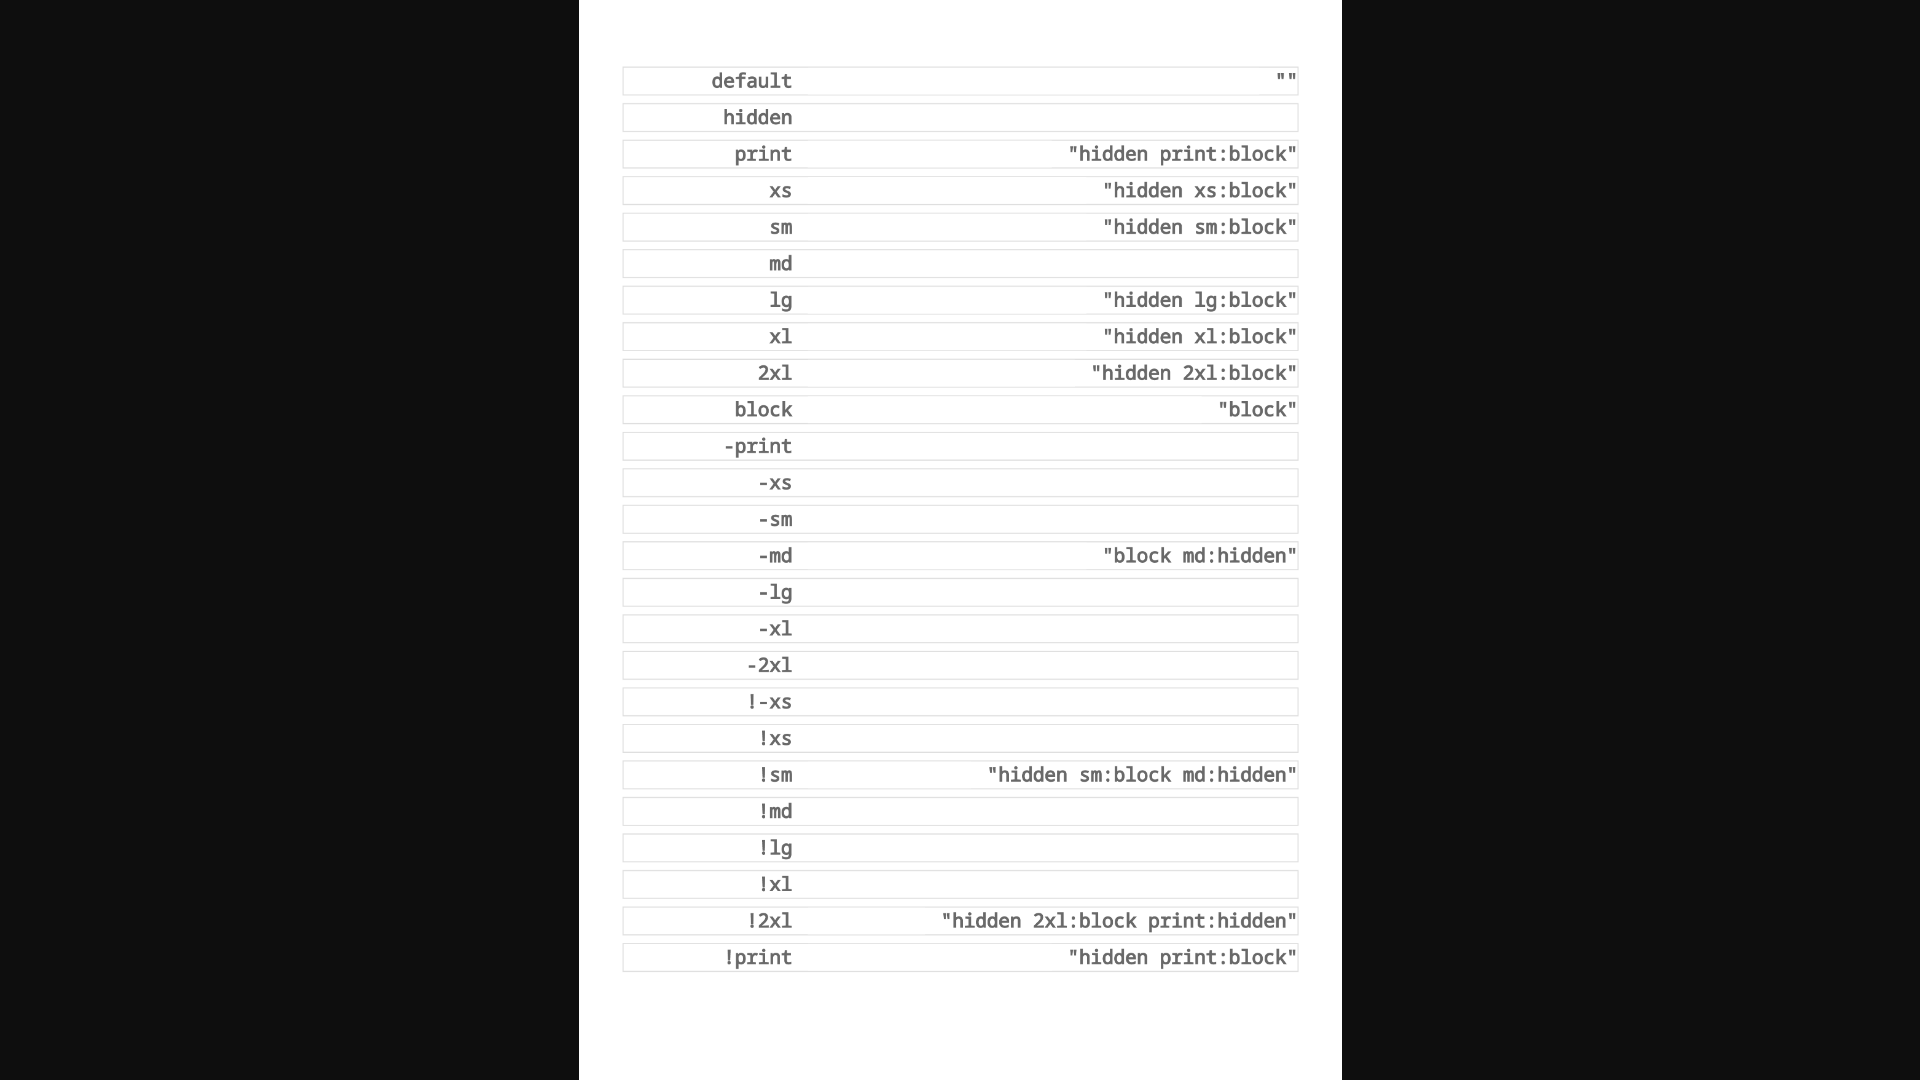 default ""
hidden
print "hidden print:block"
xs "hidden xs:block"
sm "hidden sm:block"
md
lg "hidden lg:block"
xl "hidden xl:block"
2xl "hidden 2xl:block"
block "block"
-print
-xs
-sm
-md "block md:hidden"
-lg
-xl
-2xl
!-xs
!xs
!sm "hidden sm:block md:hidden"
!md
!lg
!xl
!2xl "hidden 2xl:block print:hidden"
!print "hidden print:block"